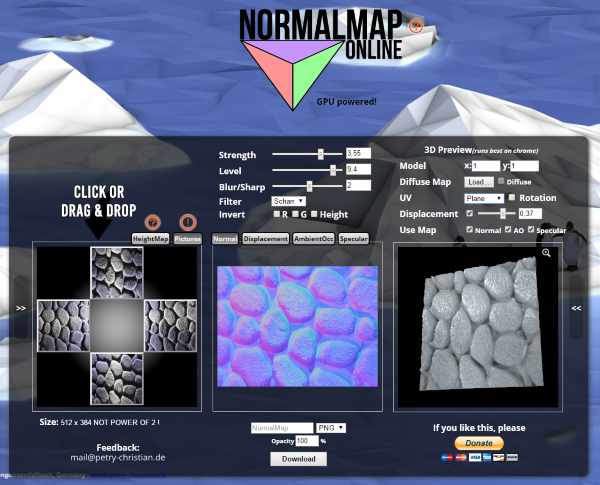 NORMALMAP
ONLINE
GPU powered!
CLICK OR
DRAG & DROP
? !
HeightMap Pictures
>>
Size: 512 x 384 NOT POWER OF 2 !
Feedback:
mail@petry-christian.de
Strength 3.55
Level 9.4
Blur/Sharp 2
Filter Scharr
Invert R G Height
Normal Displacement AmbientOcc Specular
NormalMap PNG
Opacity 100 %
Download
3D Preview(runs best on chrome)
Model x: 1 y: 1
Diffuse Map Load... Diffuse
UV Plane Rotation
Displacement 0.37
Use Map Normal AO Specular
<<
If you like this, please
Donate
VISA
Germany